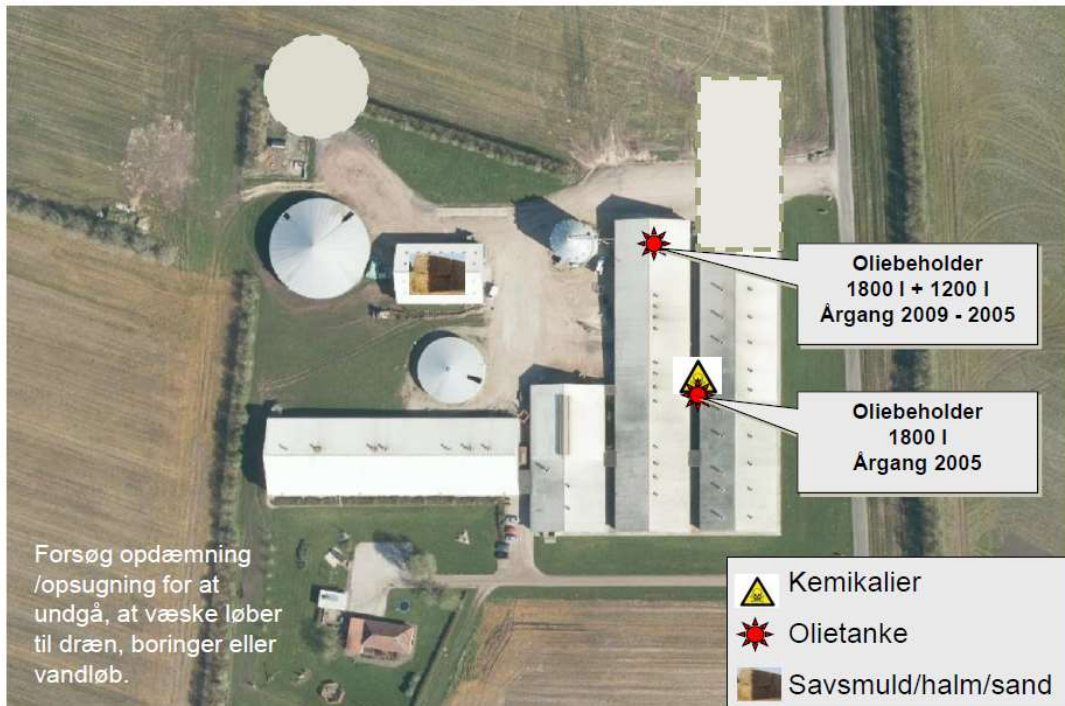 Oliebeholder
1800 l + 1200 l
Årgang 2009 - 2005
Oliebeholder
1800 l
Årgang 2005
Forsøg opdæmning
/opsugning for at
undgå, at væske løber
til dræn, boringer eller
vandløb.
Kemikalier
Olietanke
Savsmuld/halm/sand